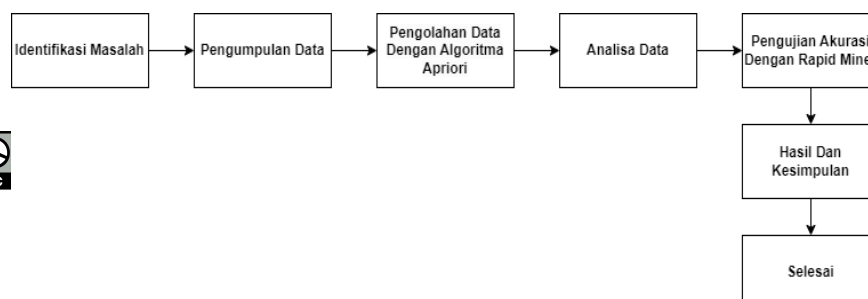 Identifikasi Masalah
Pengumpulan Data
Pengolahan Data
Dengan Algoritma
Apriori
Analisa Data
Pengujian Akurasi
Dengan Rapid Mine
Hasil Dan
Kesimpulan
Selesai